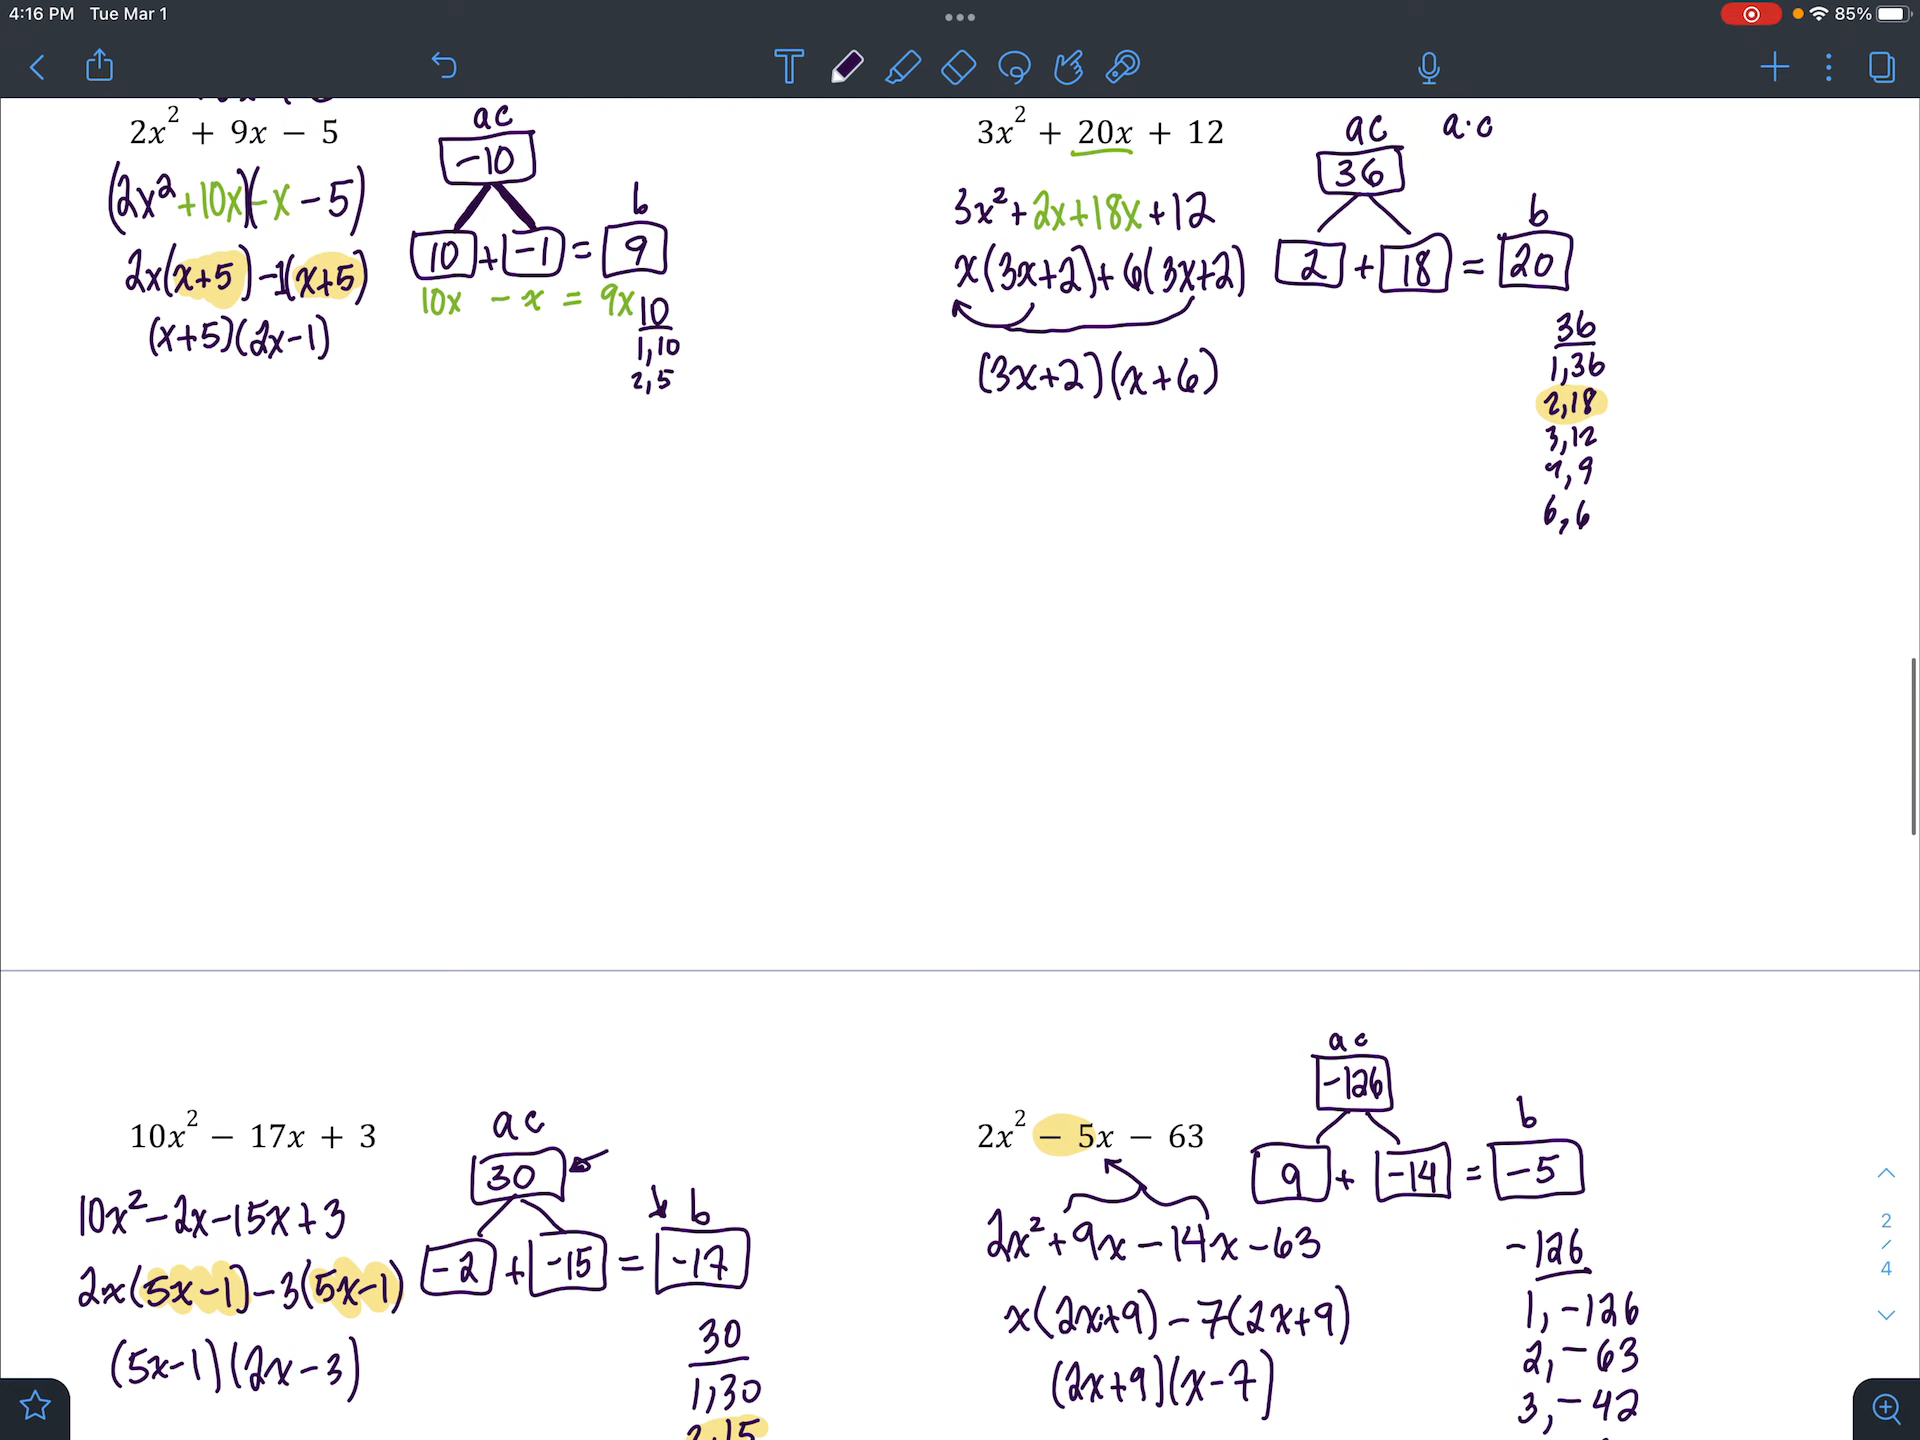 4:16 PM Tue Mar 1
85%
2x² + 9x − 5
ac
-10
(2x² +10x)(-x - 5)
b
10 + -1 = 9
2x(x+5) -1(x+5)
10x - x = 9x
(x+5)(2x-1)
10
1,10
2,5
3x² + 20x + 12
ac a·c
36
3x² + 2x + 18x + 12
b
2 + 18 = 20
x(3x+2) + 6(3x+2)
(3x+2)(x+6)
36
1,36
2,18
3,12
4,9
6,6
10x² − 17x + 3
ac
30
10x² - 2x - 15x + 3
b
-2 + -15 = -17
2x(5x-1) - 3(5x-1)
(5x-1)(2x-3)
30
1,30
2,15
2x² − 5x − 63
ac
-126
b
9 + -14 = -5
2x² + 9x - 14x - 63
x(2x+9) - 7(2x+9)
(2x+9)(x-7)
-126
1, -126
2, -63
3, -42
2
/
4